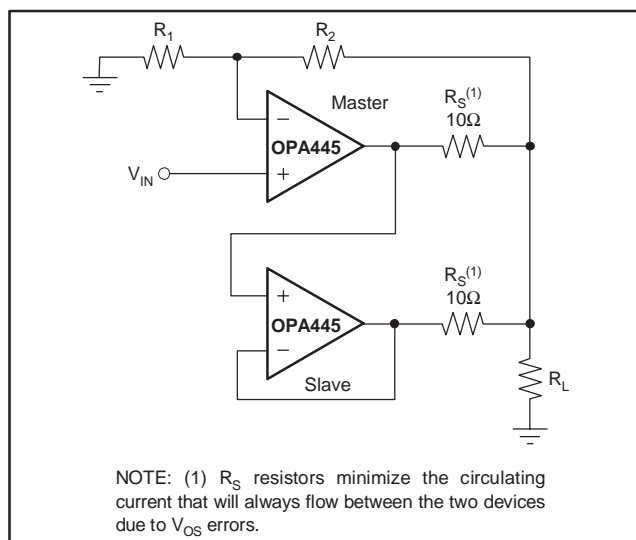 R1
R2
Master
RS(1)
10Ω
−
OPA445
+
VIN
RS(1)
10Ω
+
OPA445
−
Slave
RL
NOTE: (1) RS resistors minimize the circulating
current that will always flow between the two devices
due to VOS errors.